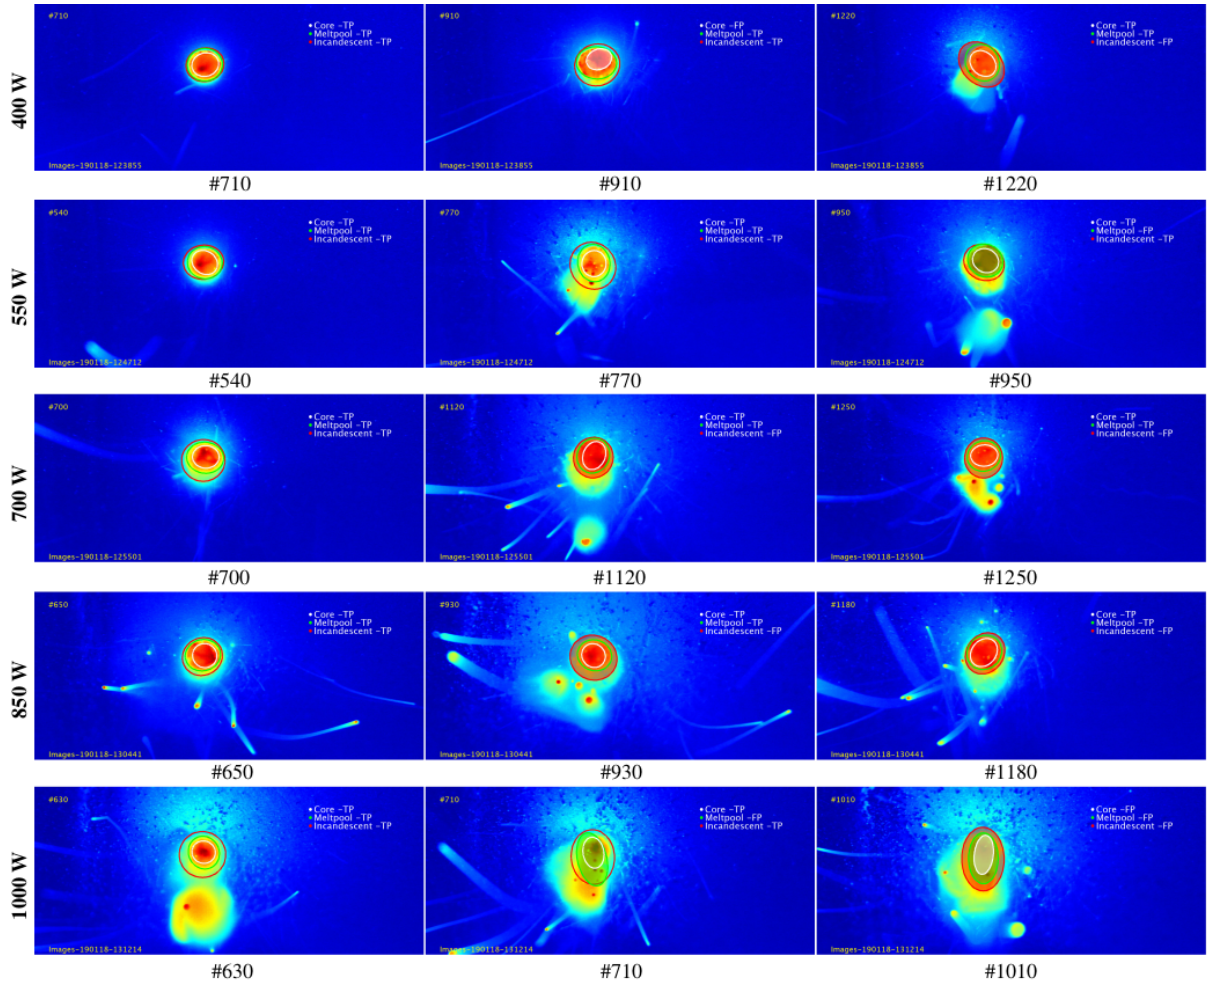 400 W
#710
Core -TP
Meltpool -TP
Incandescent -TP
Images-190118-123855
#710
#910
Core -FP
Meltpool -TP
Incandescent -TP
Images-190118-123855
#910
#1220
Core -TP
Meltpool -TP
Incandescent -FP
Images-190118-123855
#1220
550 W
#540
Core -TP
Meltpool -TP
Incandescent -TP
Images-190118-124712
#540
#770
Core -TP
Meltpool -TP
Incandescent -TP
Images-190118-124712
#770
#950
Core -TP
Meltpool -FP
Incandescent -TP
Images-190118-124712
#950
700 W
#700
Core -TP
Meltpool -TP
Incandescent -TP
Images-190118-125501
#700
#1120
Core -TP
Meltpool -TP
Incandescent -FP
Images-190118-125501
#1120
#1250
Core -TP
Meltpool -TP
Incandescent -FP
Images-190118-125501
#1250
850 W
#650
Core -TP
Meltpool -TP
Incandescent -TP
Images-190118-130441
#650
#930
Core -TP
Meltpool -TP
Incandescent -FP
Images-190118-130441
#930
#1180
Core -TP
Meltpool -TP
Incandescent -FP
Images-190118-130441
#1180
1000 W
#630
Core -TP
Meltpool -TP
Incandescent -TP
Images-190118-131214
#630
#710
Core -TP
Meltpool -FP
Incandescent -TP
Images-190118-131214
#710
#1010
Core -FP
Meltpool -FP
Incandescent -FP
Images-190118-131214
#1010